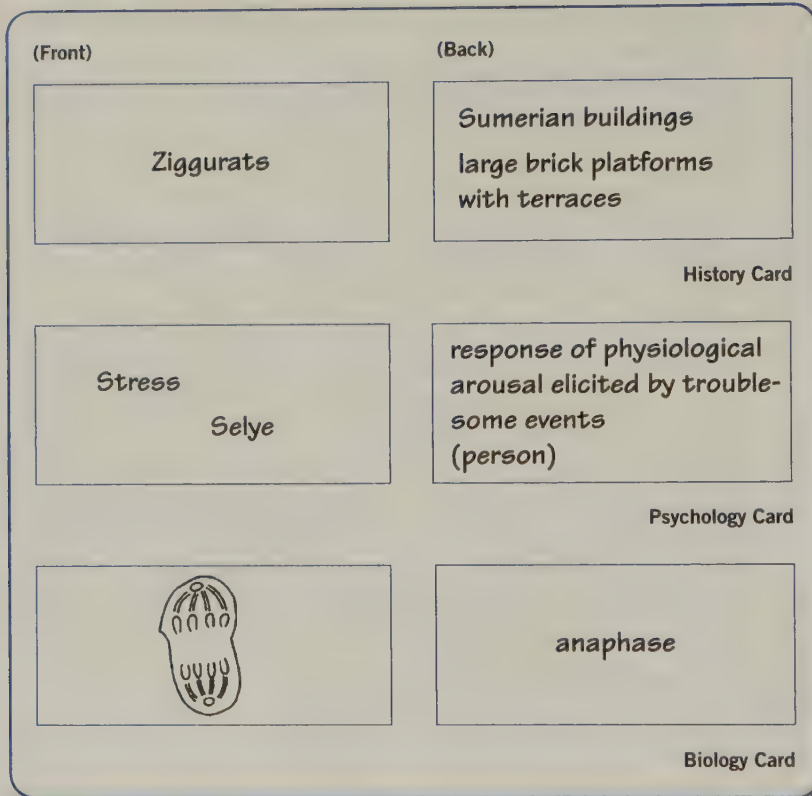 (Front)
(Back)
Ziggurats
Sumerian buildings
large brick platforms
with terraces
History Card
Stress
Selye
response of physiological
arousal elicited by trouble-
some events
(person)
Psychology Card
anaphase
Biology Card